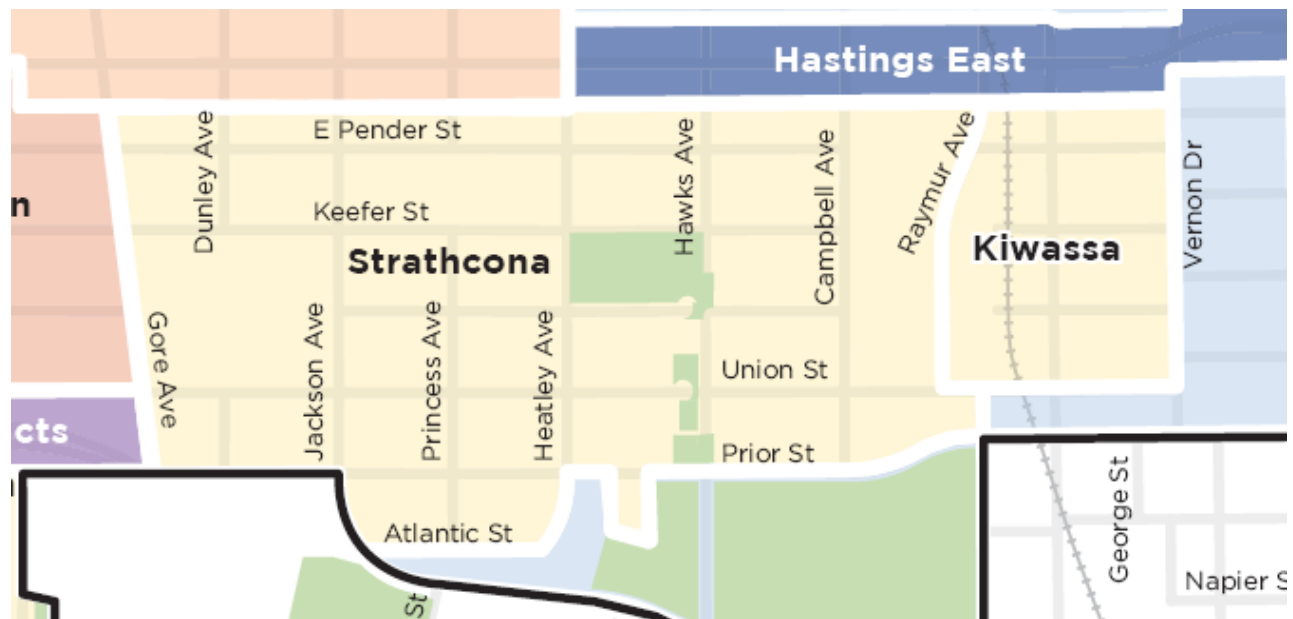 Hastings East
E Pender St
Dunley Ave
Hawks Ave
Campbell Ave
Raymur Ave
Vernon Dr
n
Keefer St
Strathcona
Kiwassa
Gore Ave
Jackson Ave
Princess Ave
Heatley Ave
Union St
cts
Prior St
Atlantic St
George St
Napier S
St